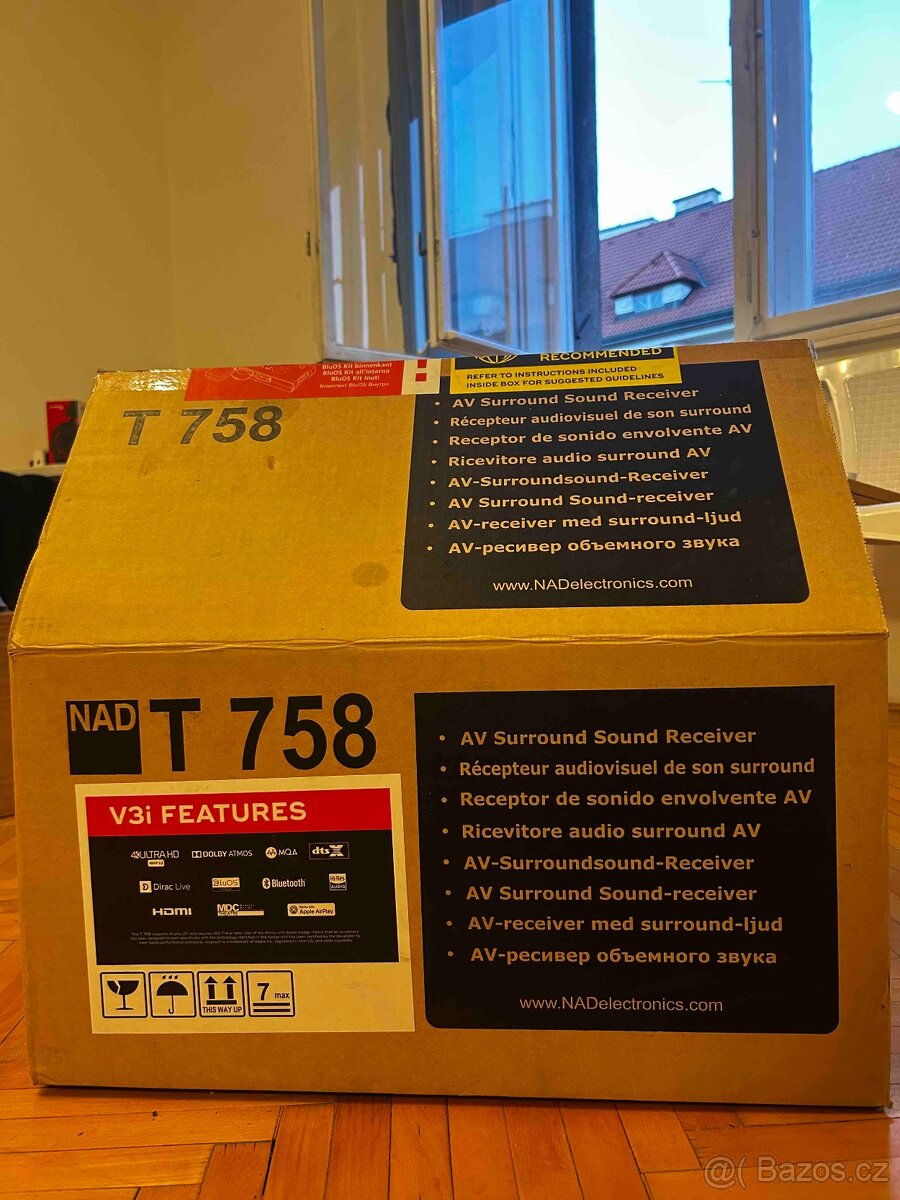 BluOS Kit binnenkant
BluOS Kit all'interno
BluOS Kit Inuti
Комплект BluOS Внутри
RECOMMENDED
REFER TO INSTRUCTIONS INCLUDED
INSIDE BOX FOR SUGGESTED GUIDELINES
T 758
• AV Surround Sound Receiver
• Récepteur audiovisuel de son surround
• Receptor de sonido envolvente AV
• Ricevitore audio surround AV
• AV-Surroundsound-Receiver
• AV Surround Sound-receiver
• AV-receiver med surround-ljud
• AV-ресивер объемного звука
www.NADelectronics.com
NAD T 758
V3i FEATURES
4K ULTRA HD
DOLBY ATMOS
MQA
dts X
Dirac Live
BluOS
Bluetooth
Hi-Res
AUDIO
HDMI
MDC
Works with
Apple AirPlay
THIS WAY UP
7 max
• AV Surround Sound Receiver
• Récepteur audiovisuel de son surround
• Receptor de sonido envolvente AV
• Ricevitore audio surround AV
• AV-Surroundsound-Receiver
• AV Surround Sound-receiver
• AV-receiver med surround-ljud
• AV-ресивер объемного звука
www.NADelectronics.com
@( Bazos.cz